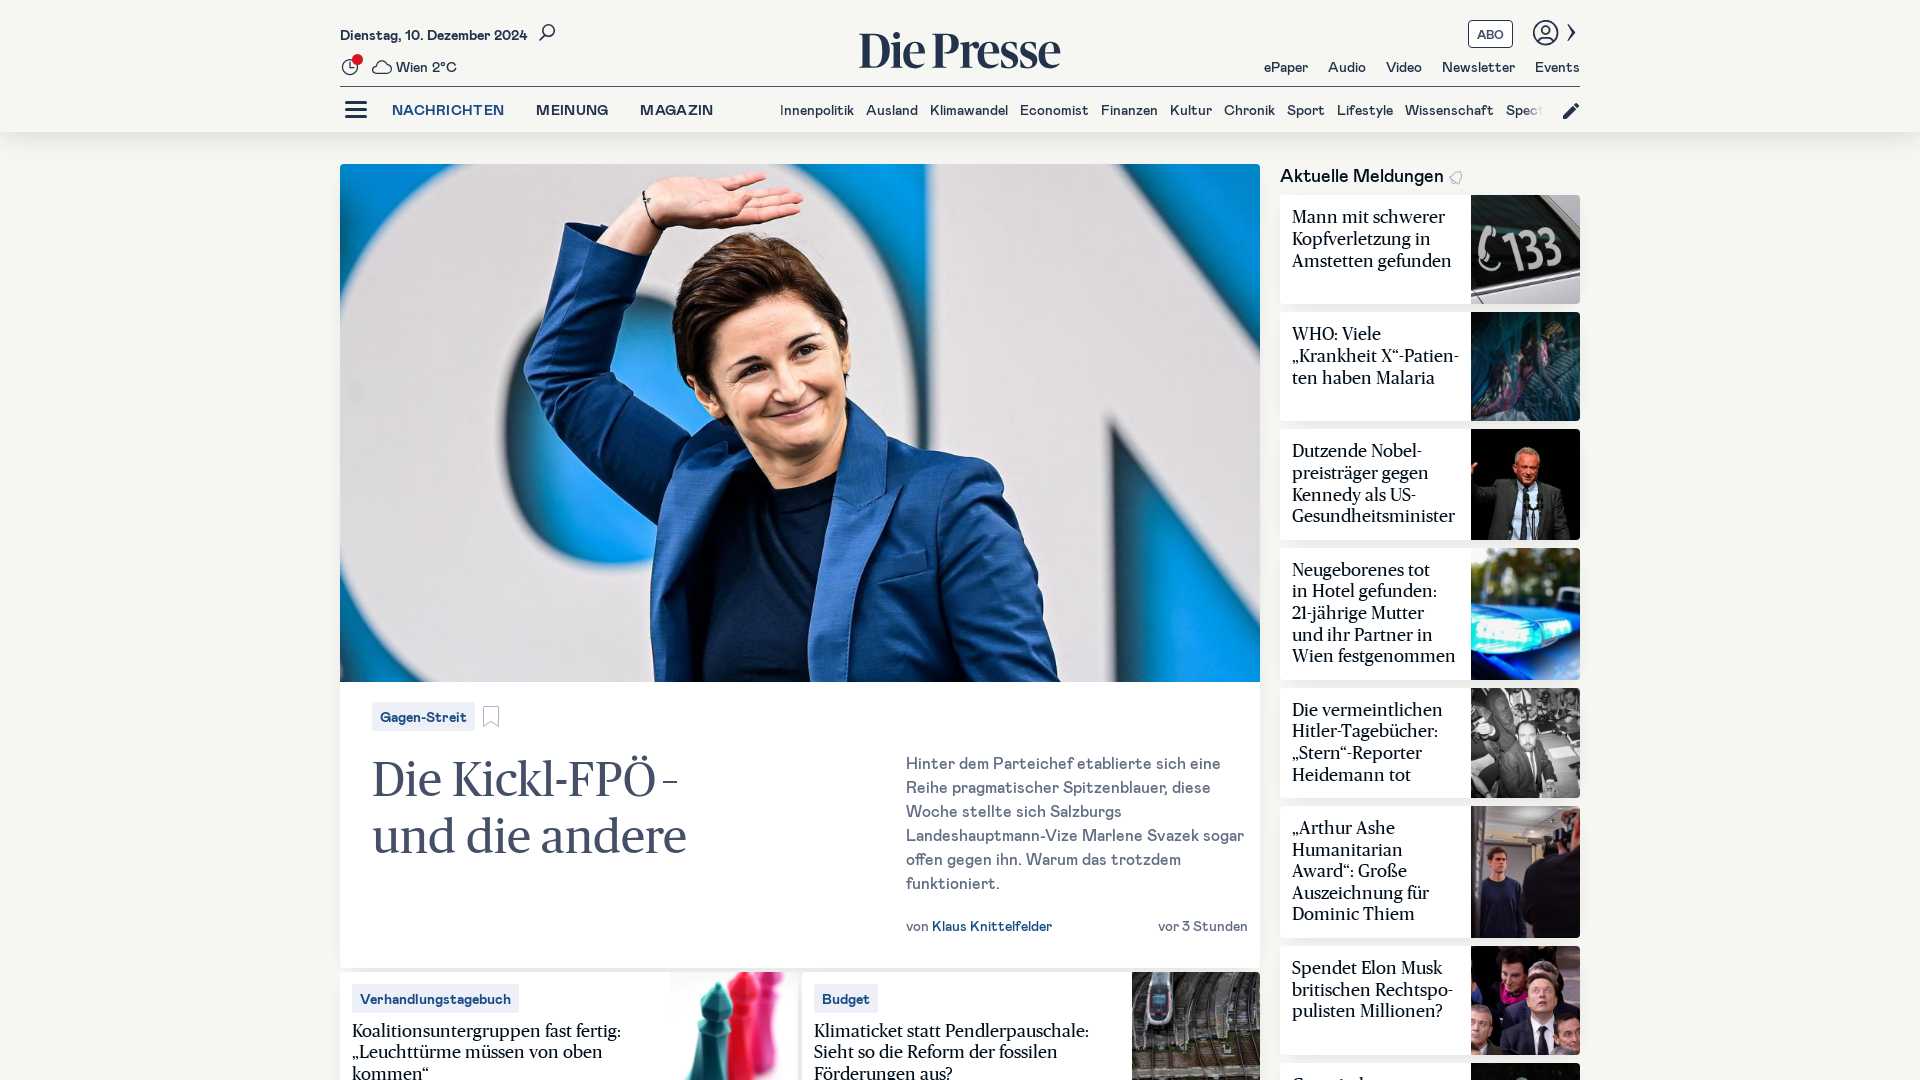 Dienstag, 10. Dezember 2024
Wien 2°C
Die Presse
ABO
ePaper Audio Video Newsletter Events
NACHRICHTEN MEINUNG MAGAZIN
Innenpolitik Ausland Klimawandel Economist Finanzen Kultur Chronik Sport Lifestyle Wissenschaft
Gagen-Streit
Die Kickl-FPÖ –
und die andere
Hinter dem Parteichef etablierte sich eine
Reihe pragmatischer Spitzenblauer, diese
Woche stellte sich Salzburgs
Landeshauptmann-Vize Marlene Svazek sogar
offen gegen ihn. Warum das trotzdem
funktioniert.
von Klaus Knittelfelder
vor 3 Stunden
Verhandlungstagebuch
Koalitionsuntergruppen fast fertig:
„Leuchttürme müssen von oben
kommen“
Budget
Klimaticket statt Pendlerpauschale:
Sieht so die Reform der fossilen
Förderungen aus?
Aktuelle Meldungen
Mann mit schwerer
Kopfverletzung in
Amstetten gefunden
133
WHO: Viele
„Krankheit X“-Patien-
ten haben Malaria
Dutzende Nobel-
preisträger gegen
Kennedy als US-
Gesundheitsminister
Neugeborenes tot
in Hotel gefunden:
21-jährige Mutter
und ihr Partner in
Wien festgenommen
Die vermeintlichen
Hitler-Tagebücher:
„Stern“-Reporter
Heidemann tot
„Arthur Ashe
Humanitarian
Award“: Große
Auszeichnung für
Dominic Thiem
Spendet Elon Musk
britischen Rechtspo-
pulisten Millionen?